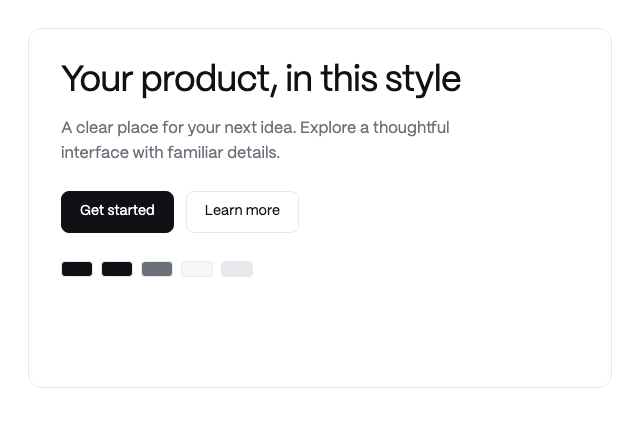 Your product, in this style
A clear place for your next idea. Explore a thoughtful
interface with familiar details.
Get started
Learn more